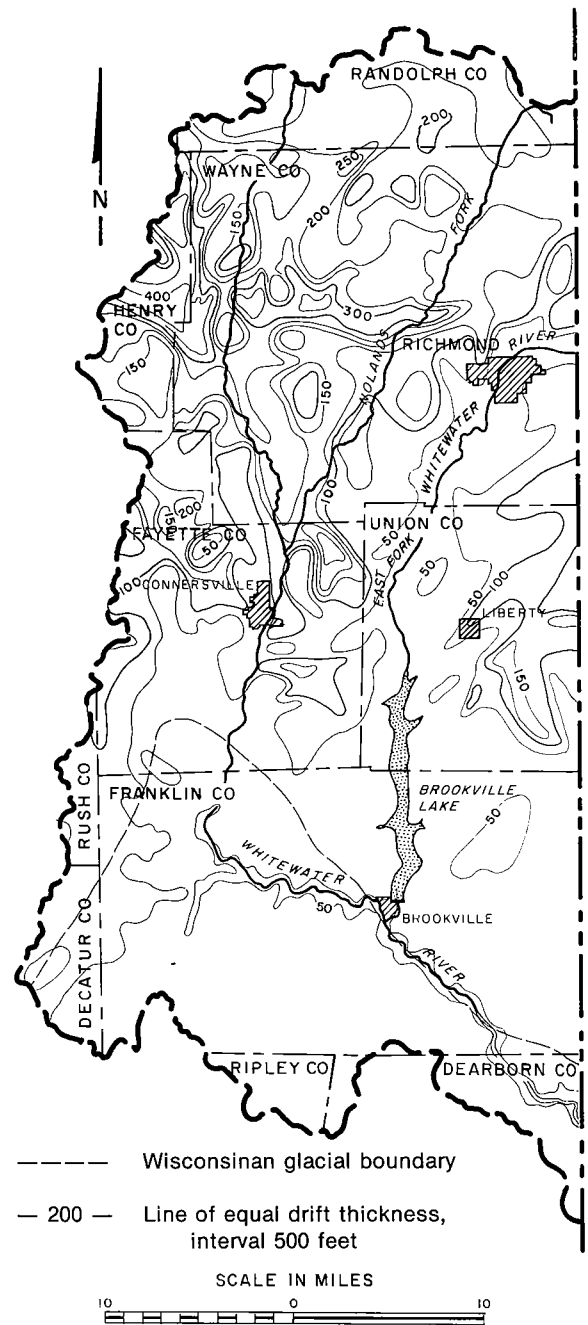 RANDOLPH CO
200
250
WAYNE CO
200
150
N
FORK
400
300
HENRY
CO
RICHMOND
RIVER
150
150
NOLANDS
WHITEWATER
100
200
150
FAYETTE CO
50
UNION CO
50
EAST FORK
50
100
CONNERSVILLE
100
50
LIBERTY
150
RUSH CO
FRANKLIN CO
BROOKVILLE
LAKE
50
WHITEWATER
50
BROOKVILLE
RIVER
DECATUR CO
RIPLEY CO
DEARBORN CO
Wisconsinan glacial boundary
— 200 — Line of equal drift thickness,
interval 500 feet
SCALE IN MILES
10 0 10